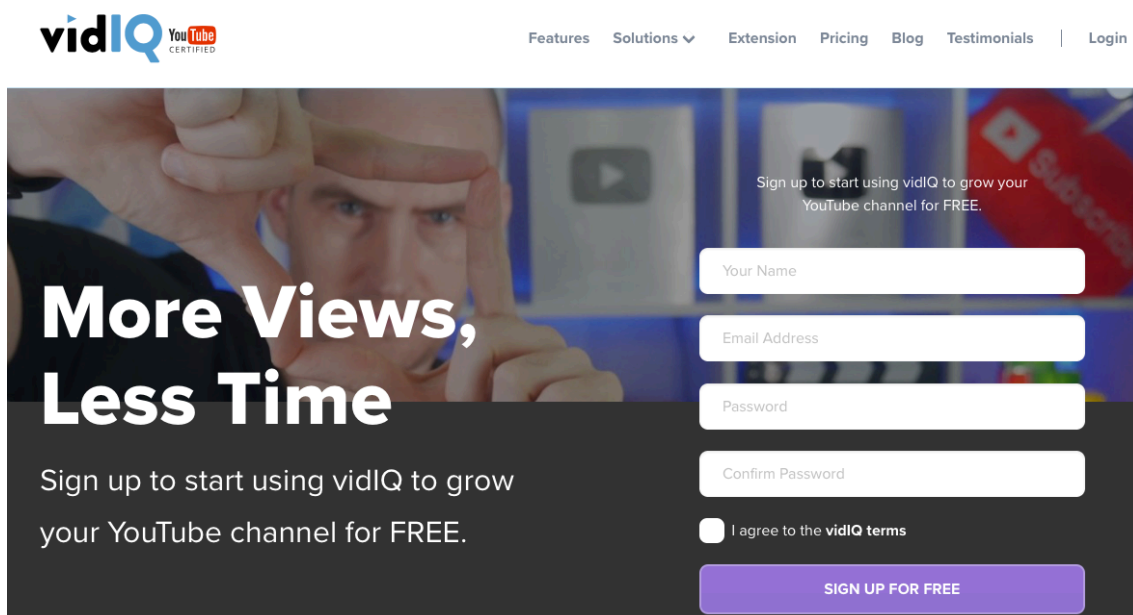 vidIQ YouTube CERTIFIED
Features Solutions Extension Pricing Blog Testimonials Login
Sign up to start using vidIQ to grow your
YouTube channel for FREE.
Subscrib
More Views,
Less Time
Sign up to start using vidIQ to grow
your YouTube channel for FREE.
Your Name
Email Address
Password
Confirm Password
I agree to the vidIQ terms
SIGN UP FOR FREE